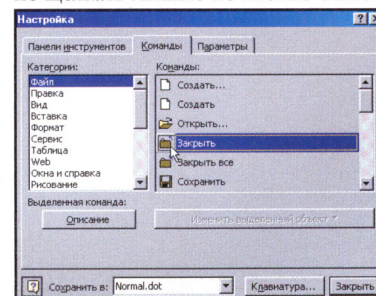 Настройка
Панели инструментов Команды Параметры
Категории: Команды:
Файл
Правка
Вид
Вставка
Формат
Сервис
Таблица
Web
Окна и справка
Рисование
Создать...
Создать
Открыть...
Закрыть
Закрыть все
Сохранить
Выделенная команда:
Описание Изменить выделенный объект
Сохранить в: Normal.dot Клавиатура... Закрыть